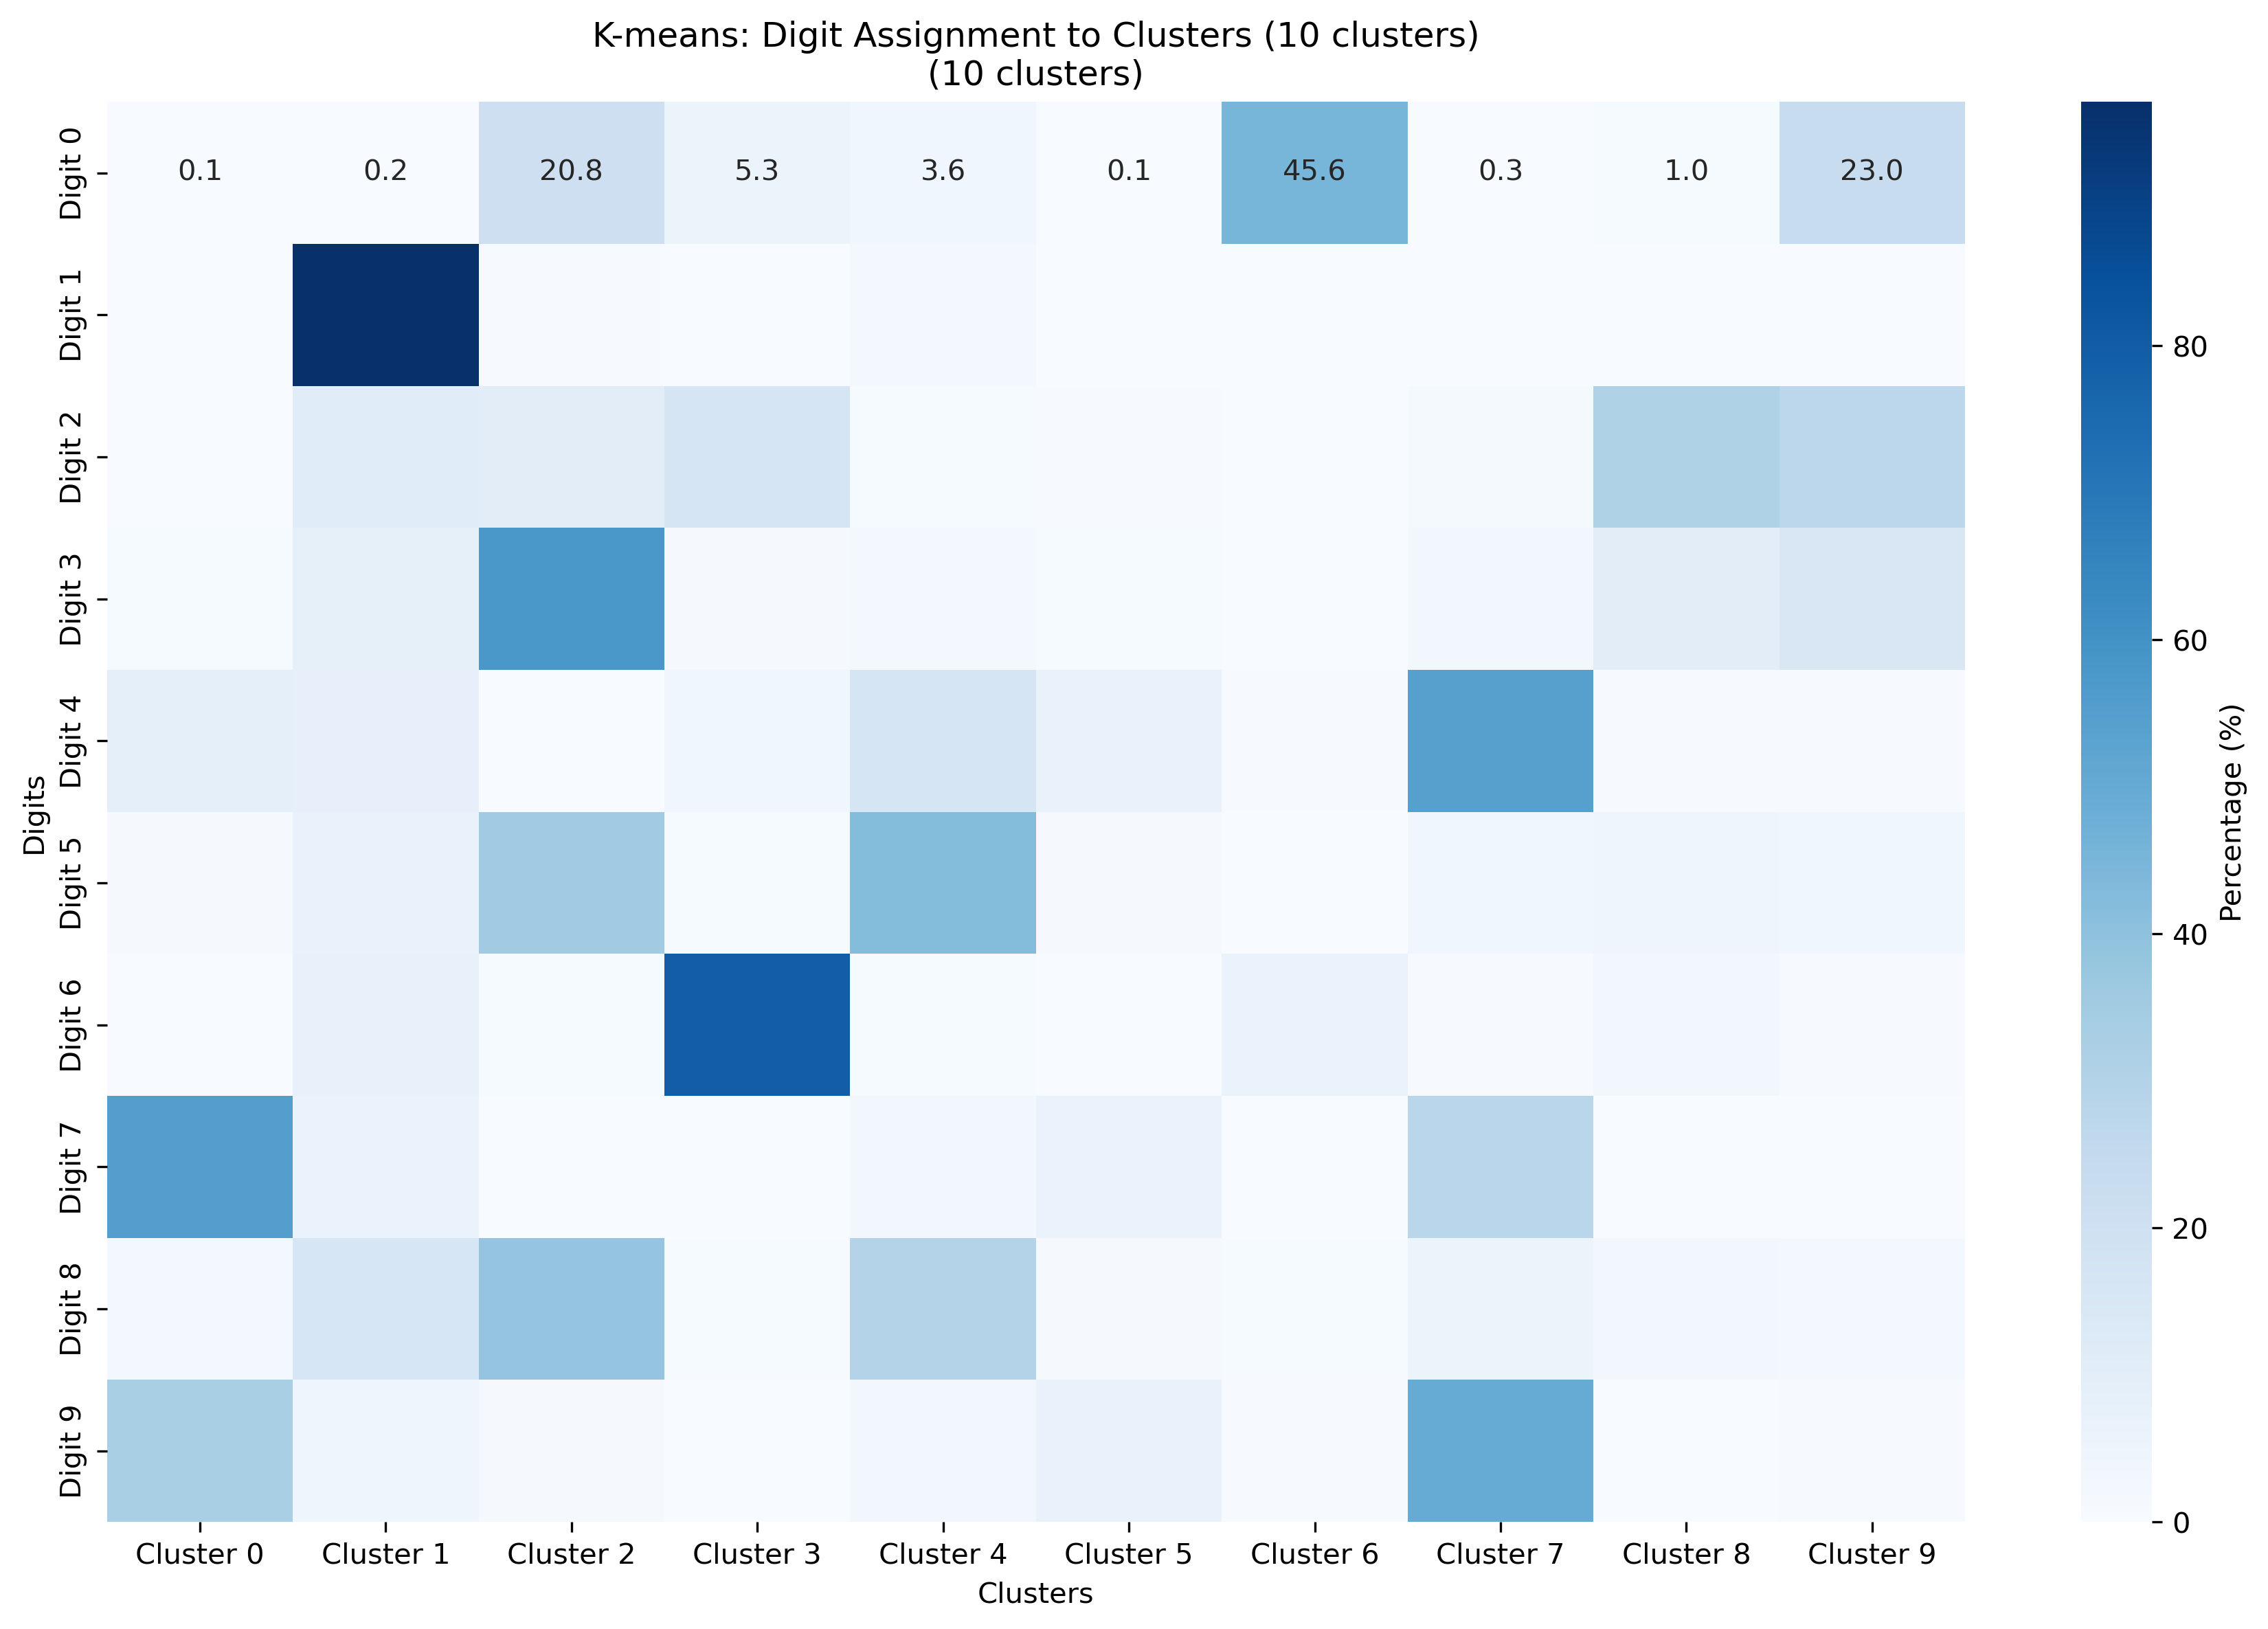 K-means: Digit Assignment to Clusters (10 clusters)
(10 clusters)
Digits
Digit 0
0.1 0.2 20.8 5.3 3.6 0.1 45.6 0.3 1.0 23.0
Digit 1
Digit 2
Digit 3
Digit 4
Digit 5
Digit 6
Digit 7
Digit 8
Digit 9
Cluster 0 Cluster 1 Cluster 2 Cluster 3 Cluster 4 Cluster 5 Cluster 6 Cluster 7 Cluster 8 Cluster 9
Clusters
80
60
40
20
0
Percentage (%)